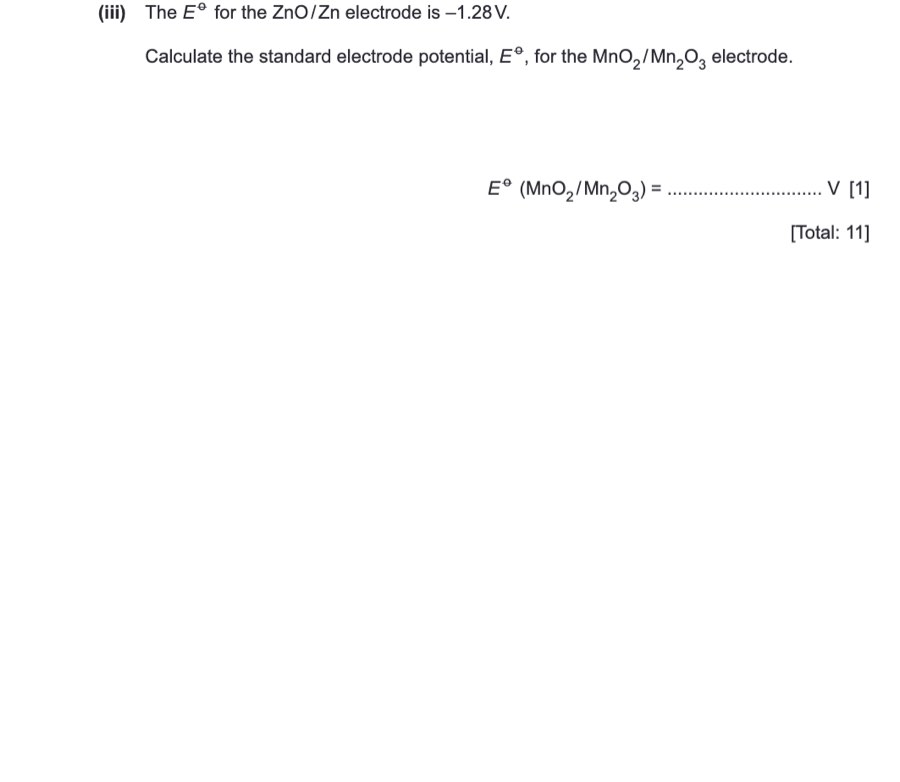 (iii) The E⦵ for the ZnO/Zn electrode is –1.28V.
Calculate the standard electrode potential, E⦵, for the MnO₂/Mn₂O₃ electrode.
E⦵ (MnO₂/Mn₂O₃) = .............................. V [1]
[Total: 11]